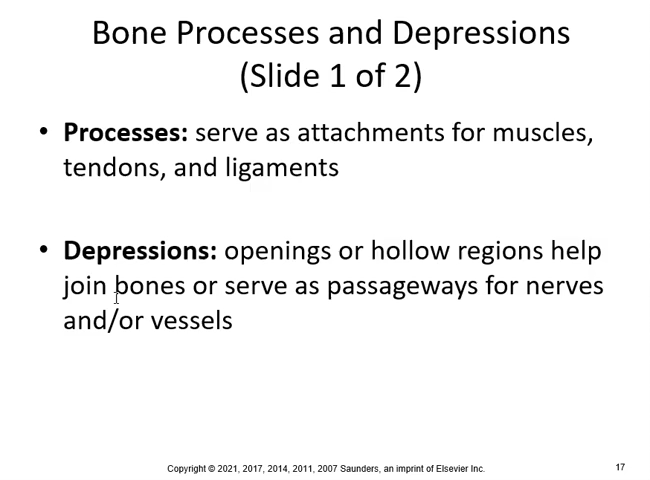 Bone Processes and Depressions
(Slide 1 of 2)
• Processes: serve as attachments for muscles,
tendons, and ligaments
• Depressions: openings or hollow regions help
join bones or serve as passageways for nerves
and/or vessels
Copyright © 2021, 2017, 2014, 2011, 2007 Saunders, an imprint of Elsevier Inc.
17